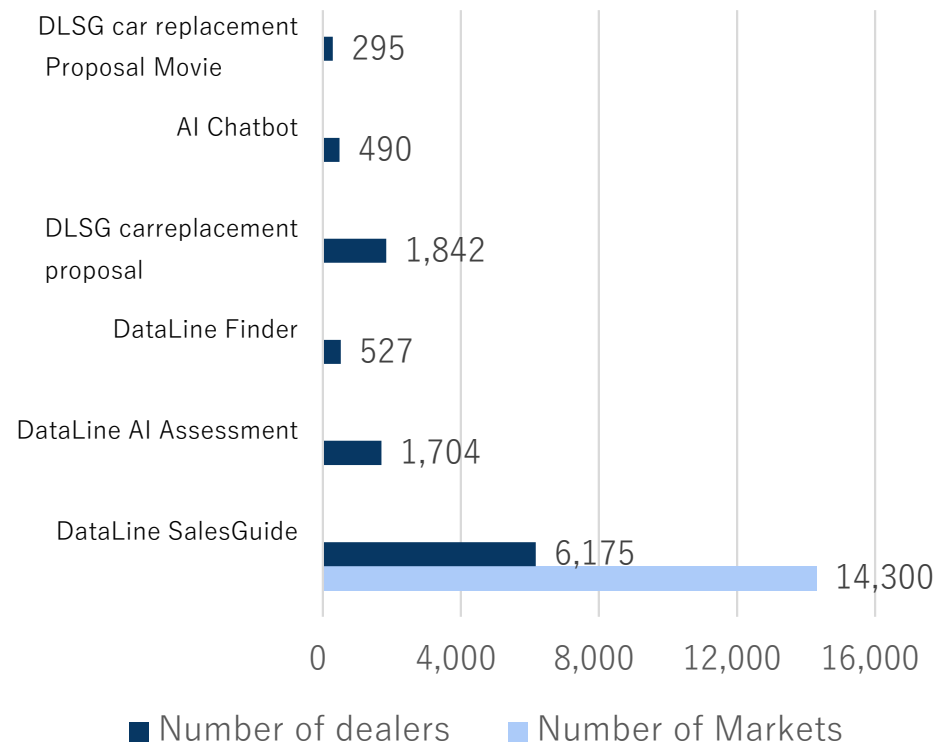 DLSG car replacement
Proposal Movie
295
AI Chatbot
490
DLSG carreplacement
proposal
1,842
DataLine Finder
527
DataLine AI Assessment
1,704
DataLine SalesGuide
6,175
14,300
0 4,000 8,000 12,000 16,000
Number of dealers Number of Markets